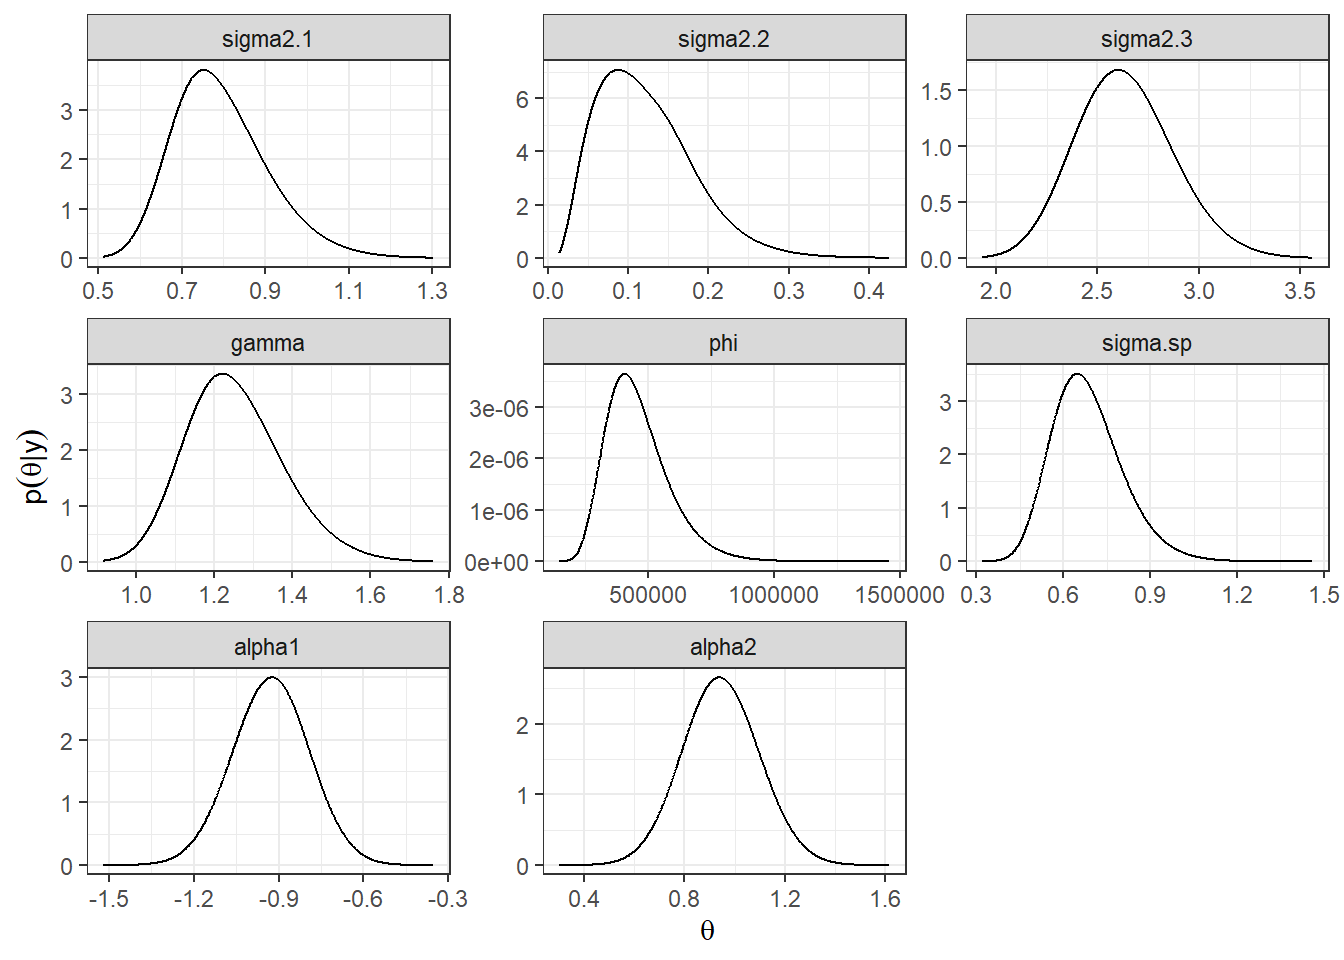 sigma2.1 sigma2.2 sigma2.3
3 2 1 0
6 4 2 0
1.5 1.0 0.5 0.0
0.5 0.7 0.9 1.1 1.3
0.0 0.1 0.2 0.3 0.4
2.0 2.5 3.0 3.5
gamma phi sigma.sp
p(θ|y)
3 2 1 0
3e-06 2e-06 1e-06 0e+00
3 2 1 0
1.0 1.2 1.4 1.6 1.8
500000 1000000 1500000
0.3 0.6 0.9 1.2 1.5
alpha1 alpha2
3 2 1 0
2 1 0
-1.5 -1.2 -0.9 -0.6 -0.3
0.4 0.8 1.2 1.6
θ